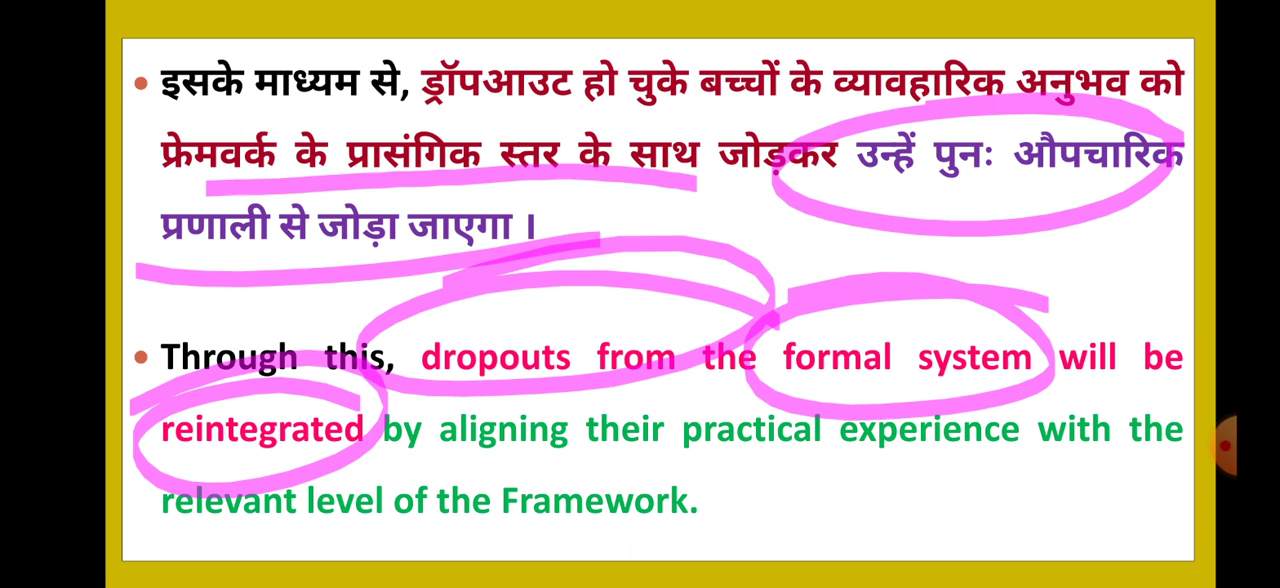 • इसके माध्यम से, ड्रॉपआउट हो चुके बच्चों के व्यावहारिक अनुभव को
फ्रेमवर्क के प्रासंगिक स्तर के साथ जोड़कर उन्हें पुनः औपचारिक
प्रणाली से जोड़ा जाएगा ।
• Through this, dropouts from the formal system will be
reintegrated by aligning their practical experience with the
relevant level of the Framework.